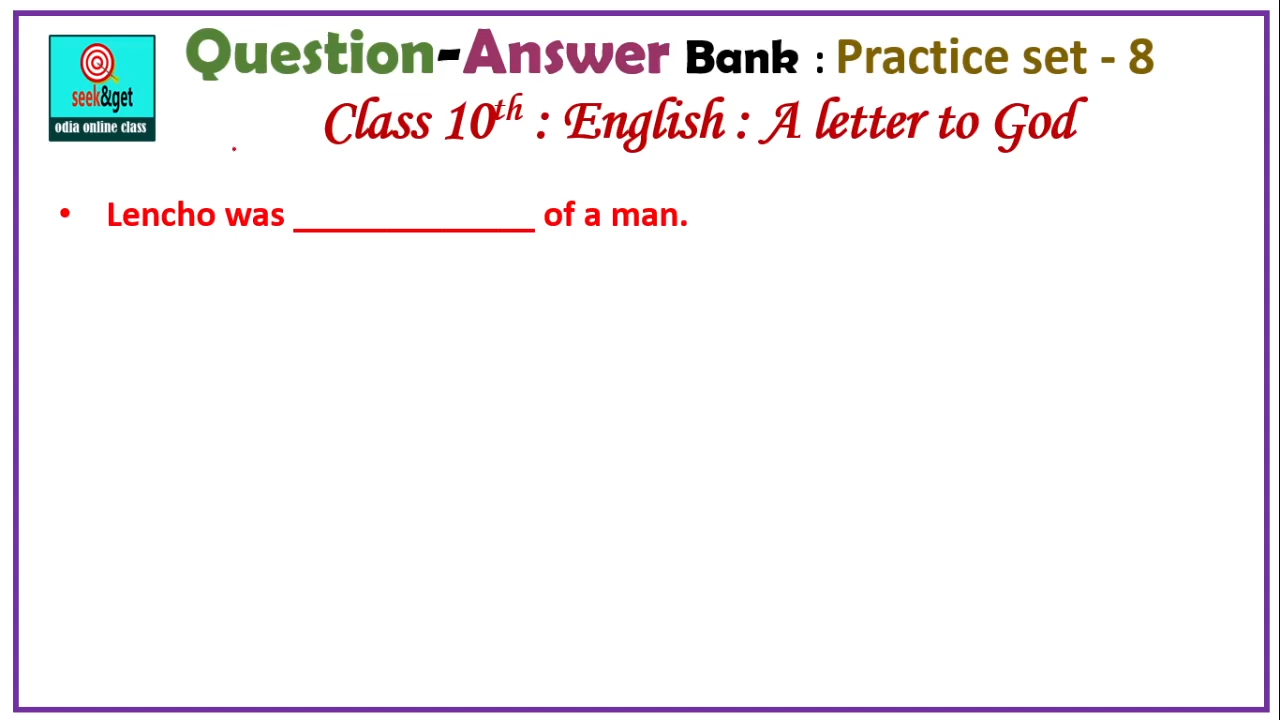 Question-Answer Bank : Practice set - 8
seek&get
odia online class
Class 10th : English : A letter to God
• Lencho was _____________ of a man.